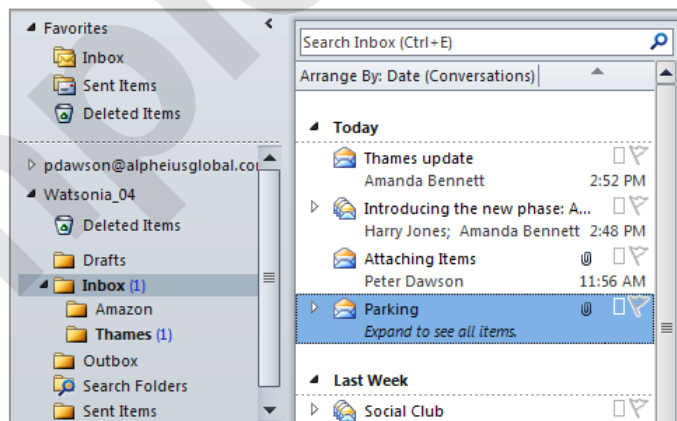 Favorites
Inbox
Sent Items
Deleted Items
pdawson@alpheiusglobal.co
Watsonia_04
Deleted Items
Drafts
Inbox (1)
Amazon
Thames (1)
Outbox
Search Folders
Sent Items
Search Inbox (Ctrl+E)
Arrange By: Date (Conversations)
Today
Thames update
Amanda Bennett 2:52 PM
Introducing the new phase: A...
Harry Jones; Amanda Bennett 2:48 PM
Attaching Items
Peter Dawson 11:56 AM
Parking
Expand to see all items.
Last Week
Social Club